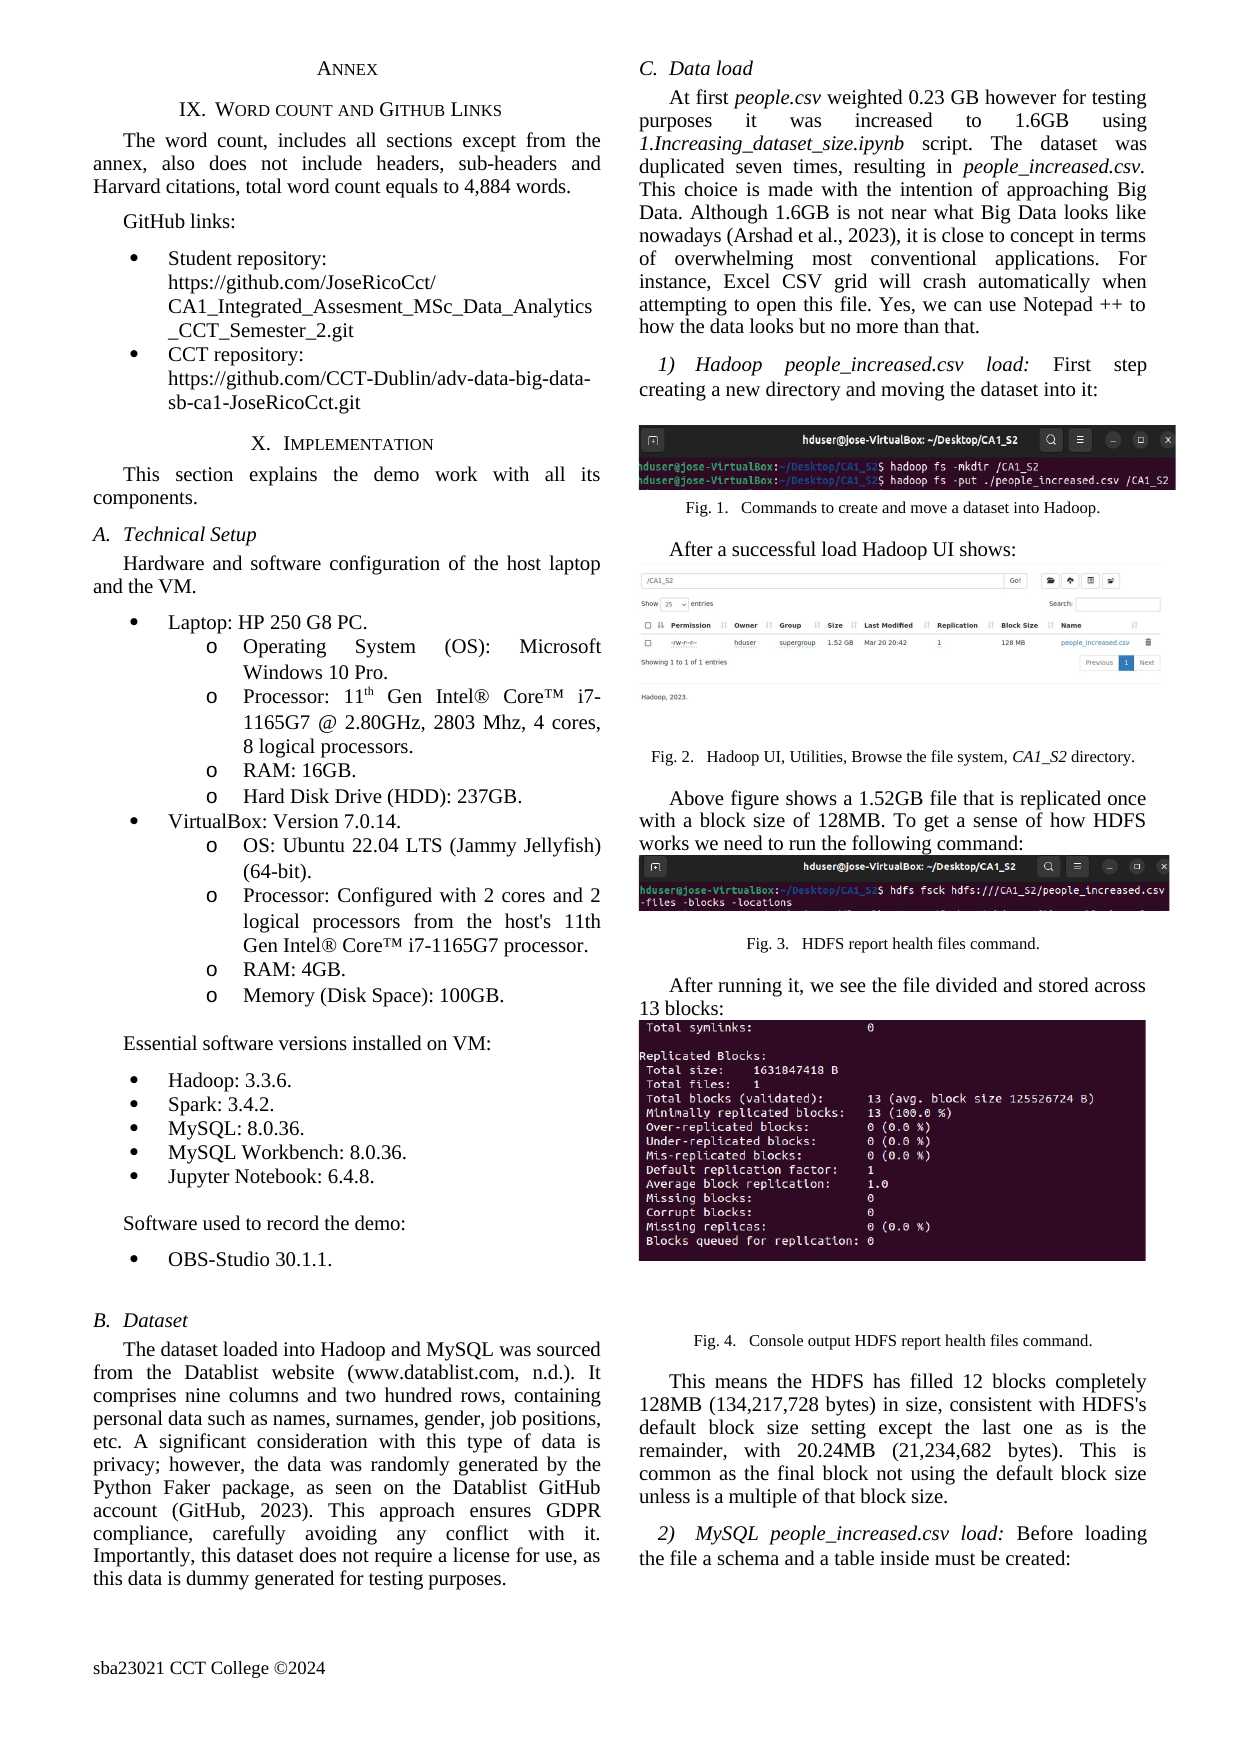 ANNEX
IX. WORD COUNT AND GITHUB LINKS
The word count, includes all sections except from the
annex, also does not include headers, sub-headers and
Harvard citations, total word count equals to 4,884 words.
GitHub links:
• Student repository:
https://github.com/JoseRicoCct/
CA1_Integrated_Assesment_MSc_Data_Analytics
_CCT_Semester_2.git
• CCT repository:
https://github.com/CCT-Dublin/adv-data-big-data-
sb-ca1-JoseRicoCct.git
X. IMPLEMENTATION
This section explains the demo work with all its
components.
A. Technical Setup
Hardware and software configuration of the host laptop
and the VM.
• Laptop: HP 250 G8 PC.
o Operating System (OS): Microsoft
Windows 10 Pro.
o Processor: 11th Gen Intel® Core™ i7-
1165G7 @ 2.80GHz, 2803 Mhz, 4 cores,
8 logical processors.
o RAM: 16GB.
o Hard Disk Drive (HDD): 237GB.
• VirtualBox: Version 7.0.14.
o OS: Ubuntu 22.04 LTS (Jammy Jellyfish)
(64-bit).
o Processor: Configured with 2 cores and 2
logical processors from the host's 11th
Gen Intel® Core™ i7-1165G7 processor.
o RAM: 4GB.
o Memory (Disk Space): 100GB.
Essential software versions installed on VM:
• Hadoop: 3.3.6.
• Spark: 3.4.2.
• MySQL: 8.0.36.
• MySQL Workbench: 8.0.36.
• Jupyter Notebook: 6.4.8.
Software used to record the demo:
• OBS-Studio 30.1.1.
B. Dataset
The dataset loaded into Hadoop and MySQL was sourced
from the Datablist website (www.datablist.com, n.d.). It
comprises nine columns and two hundred rows, containing
personal data such as names, surnames, gender, job positions,
etc. A significant consideration with this type of data is
privacy; however, the data was randomly generated by the
Python Faker package, as seen on the Datablist GitHub
account (GitHub, 2023). This approach ensures GDPR
compliance, carefully avoiding any conflict with it.
Importantly, this dataset does not require a license for use, as
this data is dummy generated for testing purposes.
C. Data load
At first people.csv weighted 0.23 GB however for testing
purposes it was increased to 1.6GB using
1.Increasing_dataset_size.ipynb script. The dataset was
duplicated seven times, resulting in people_increased.csv.
This choice is made with the intention of approaching Big
Data. Although 1.6GB is not near what Big Data looks like
nowadays (Arshad et al., 2023), it is close to concept in terms
of overwhelming most conventional applications. For
instance, Excel CSV grid will crash automatically when
attempting to open this file. Yes, we can use Notepad ++ to
how the data looks but no more than that.
1) Hadoop people_increased.csv load: First step
creating a new directory and moving the dataset into it:
hduser@jose-VirtualBox: ~/Desktop/CA1_S2
hduser@jose-VirtualBox:~/Desktop/CA1_S2$ hadoop fs -mkdir /CA1_S2
hduser@jose-VirtualBox:~/Desktop/CA1_S2$ hadoop fs -put ./people_increased.csv /CA1_S2
Fig. 1. Commands to create and move a dataset into Hadoop.
After a successful load Hadoop UI shows:
/CA1_S2 Go!
Show 25 entries Search:
Permission Owner Group Size Last Modified Replication Block Size Name
-rw-r--r-- hduser supergroup 1.52 GB Mar 20 20:42 1 128 MB people_increased.csv
Showing 1 to 1 of 1 entries Previous 1 Next
Hadoop, 2023.
Fig. 2. Hadoop UI, Utilities, Browse the file system, CA1_S2 directory.
Above figure shows a 1.52GB file that is replicated once
with a block size of 128MB. To get a sense of how HDFS
works we need to run the following command:
hduser@jose-VirtualBox: ~/Desktop/CA1_S2
hduser@jose-VirtualBox:~/Desktop/CA1_S2$ hdfs fsck hdfs:///CA1_S2/people_increased.csv
-files -blocks -locations
Fig. 3. HDFS report health files command.
After running it, we see the file divided and stored across
13 blocks:
Total symlinks: 0
Replicated Blocks:
Total size: 1631847418 B
Total files: 1
Total blocks (validated): 13 (avg. block size 125526724 B)
Minimally replicated blocks: 13 (100.0 %)
Over-replicated blocks: 0 (0.0 %)
Under-replicated blocks: 0 (0.0 %)
Mis-replicated blocks: 0 (0.0 %)
Default replication factor: 1
Average block replication: 1.0
Missing blocks: 0
Corrupt blocks: 0
Missing replicas: 0 (0.0 %)
Blocks queued for replication: 0
Fig. 4. Console output HDFS report health files command.
This means the HDFS has filled 12 blocks completely
128MB (134,217,728 bytes) in size, consistent with HDFS's
default block size setting except the last one as is the
remainder, with 20.24MB (21,234,682 bytes). This is
common as the final block not using the default block size
unless is a multiple of that block size.
2) MySQL people_increased.csv load: Before loading
the file a schema and a table inside must be created:
sba23021 CCT College ©2024